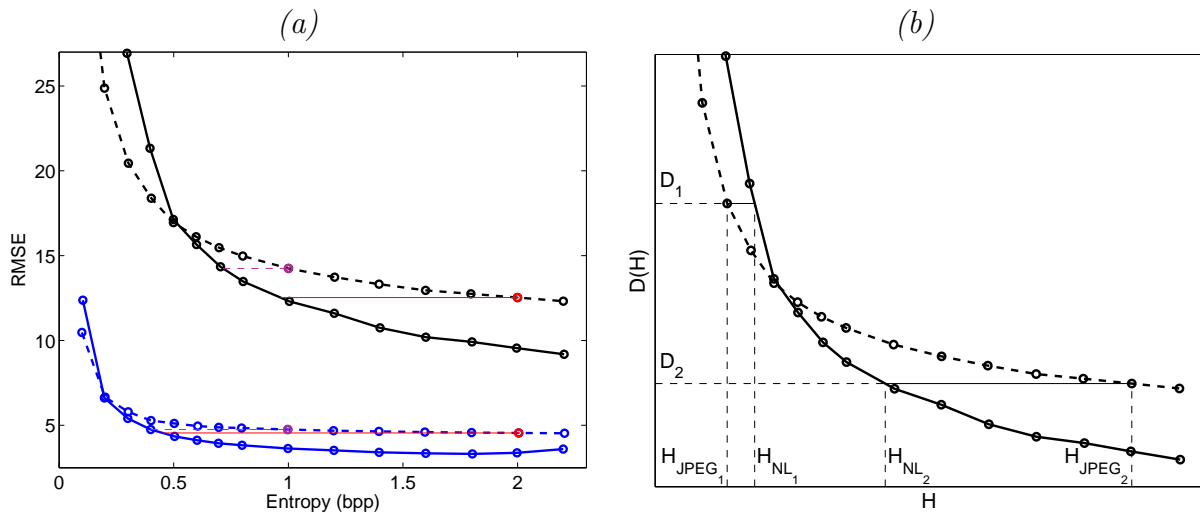 (a)
25
20
15
10
5
0
0.5
1
1.5
2
RMSE
Entropy (bpp)
(b)
D(H)
D1
D2
HJPEG1
HNL1
HNL2
HJPEG2
H